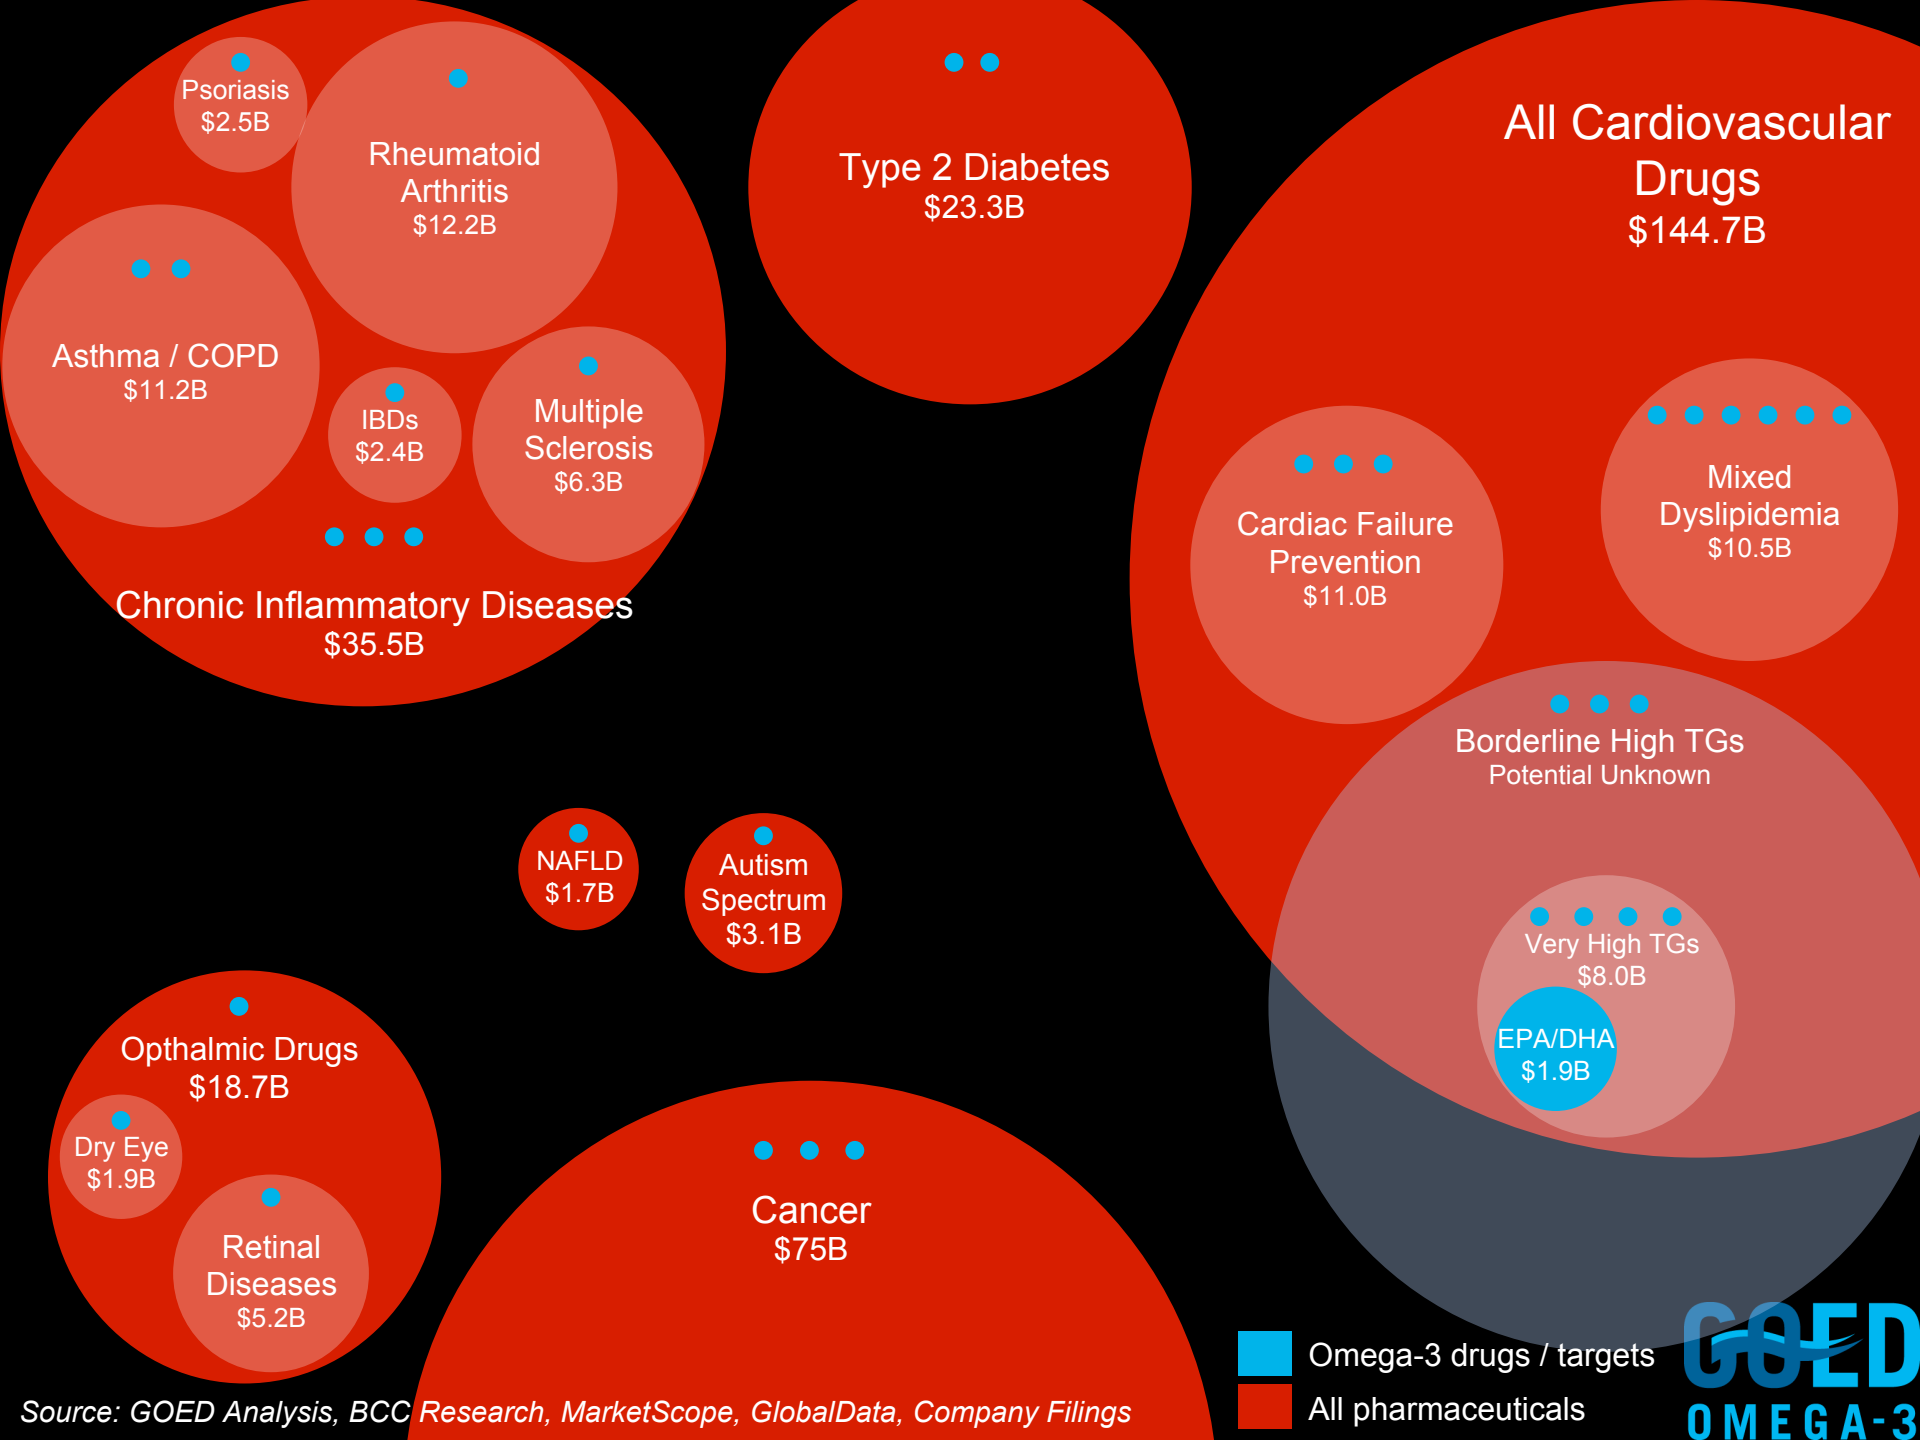 Psoriasis
$2.5B
Rheumatoid
Arthritis
$12.2B
Asthma / COPD
$11.2B
IBDs
$2.4B
Multiple
Sclerosis
$6.3B
Chronic Inflammatory Diseases
$35.5B
Type 2 Diabetes
$23.3B
All Cardiovascular
Drugs
$144.7B
Cardiac Failure
Prevention
$11.0B
Mixed
Dyslipidemia
$10.5B
Borderline High TGs
Potential Unknown
Very High TGs
$8.0B
EPA/DHA
$1.9B
NAFLD
$1.7B
Autism
Spectrum
$3.1B
Opthalmic Drugs
$18.7B
Dry Eye
$1.9B
Retinal
Diseases
$5.2B
Cancer
$75B
Omega-3 drugs / targets
All pharmaceuticals
Source: GOED Analysis, BCC Research, MarketScope, GlobalData, Company Filings
GOED
OMEGA-3